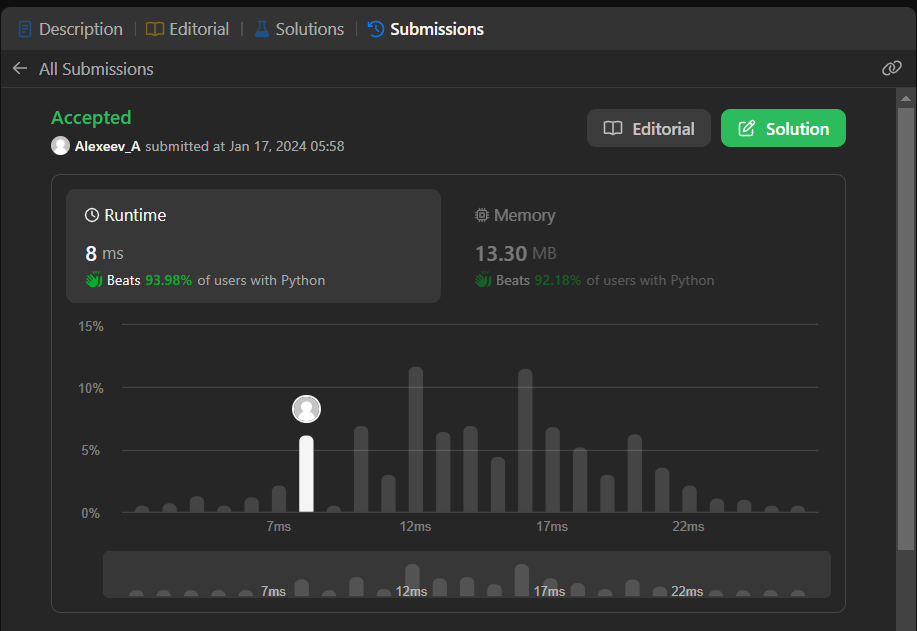 Description Editorial Solutions Submissions
All Submissions
Accepted
Alexeev_A submitted at Jan 17, 2024 05:58
Editorial
Solution
Runtime
8 ms
Beats 93.98% of users with Python
Memory
13.30 MB
Beats 92.18% of users with Python
15%
10%
5%
0%
7ms 12ms 17ms 22ms
7ms 12ms 17ms 22ms